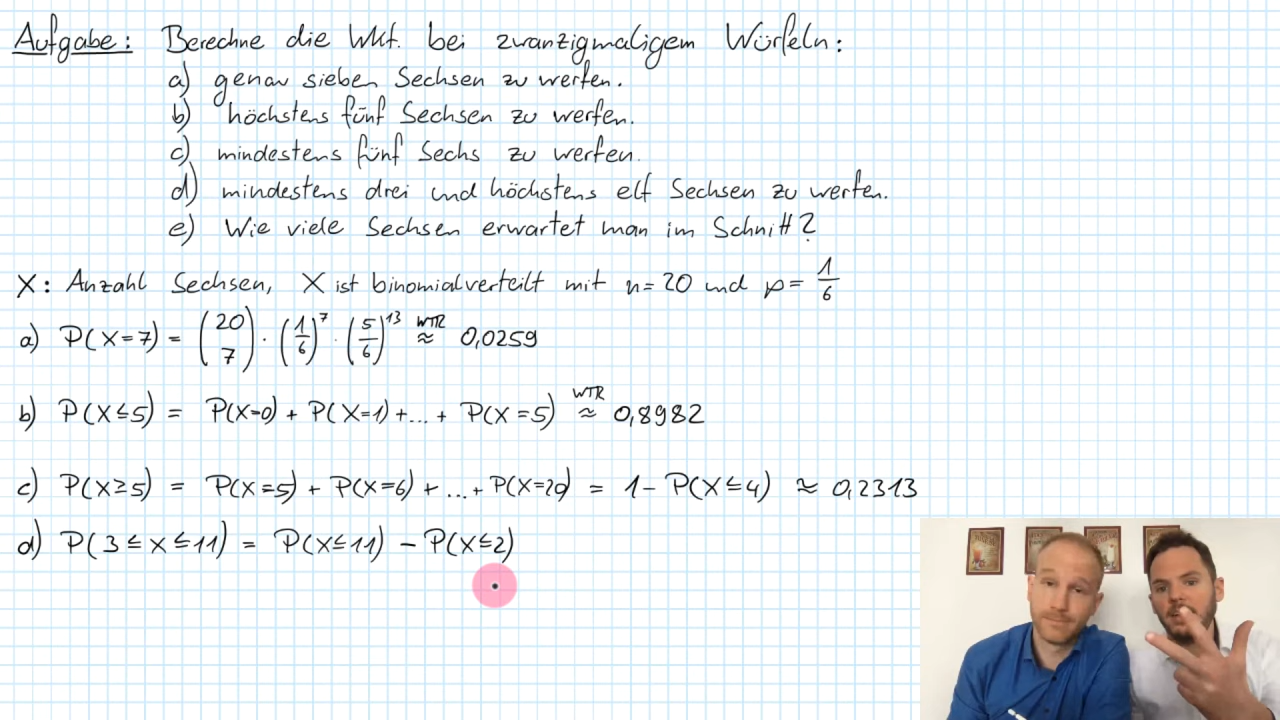 Aufgabe: Berechne die Wkt. bei zwanzigmaligem Würfeln:
a) genau sieben Sechsen zu werfen.
b) höchstens fünf Sechsen zu werfen.
c) mindestens fünf Sechs zu werfen.
d) mindestens drei und höchstens elf Sechsen zu werfen.
e) Wie viele Sechsen erwartet man im Schnitt?
X: Anzahl Sechsen, X ist binomialverteilt mit n=20 und p=1/6
a) P(X=7) = (20 7) · (1/6)^7 · (5/6)^13 WTR ≈ 0,0259
b) P(X≤5) = P(X=0) + P(X=1) + ... + P(X=5) WTR ≈ 0,8982
c) P(X≥5) = P(X=5) + P(X=6) + ... + P(X=20) = 1 - P(X≤4) ≈ 0,2313
d) P(3≤X≤11) = P(X≤11) - P(X≤2)